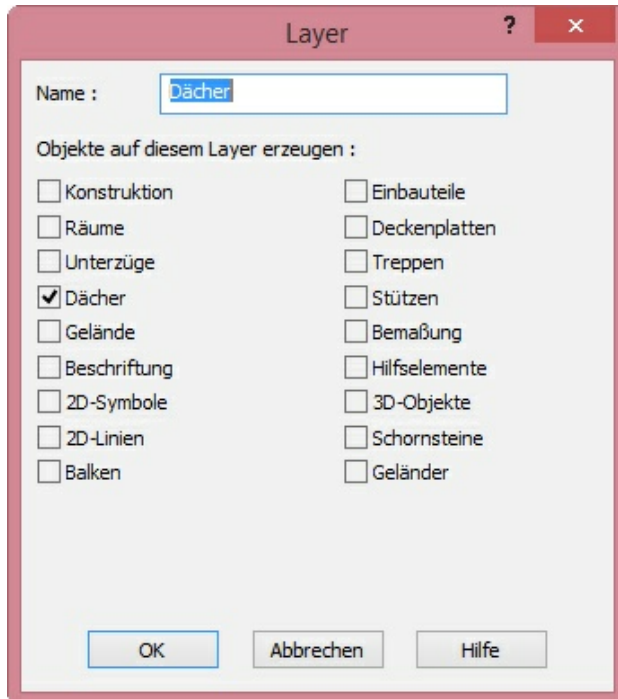 Layer ?
Name : Dächer
Objekte auf diesem Layer erzeugen :
Konstruktion
Räume
Unterzüge
Dächer
Gelände
Beschriftung
2D-Symbole
2D-Linien
Balken
Einbauteile
Deckenplatten
Treppen
Stützen
Bemaßung
Hilfselemente
3D-Objekte
Schornsteine
Geländer
OK Abbrechen Hilfe